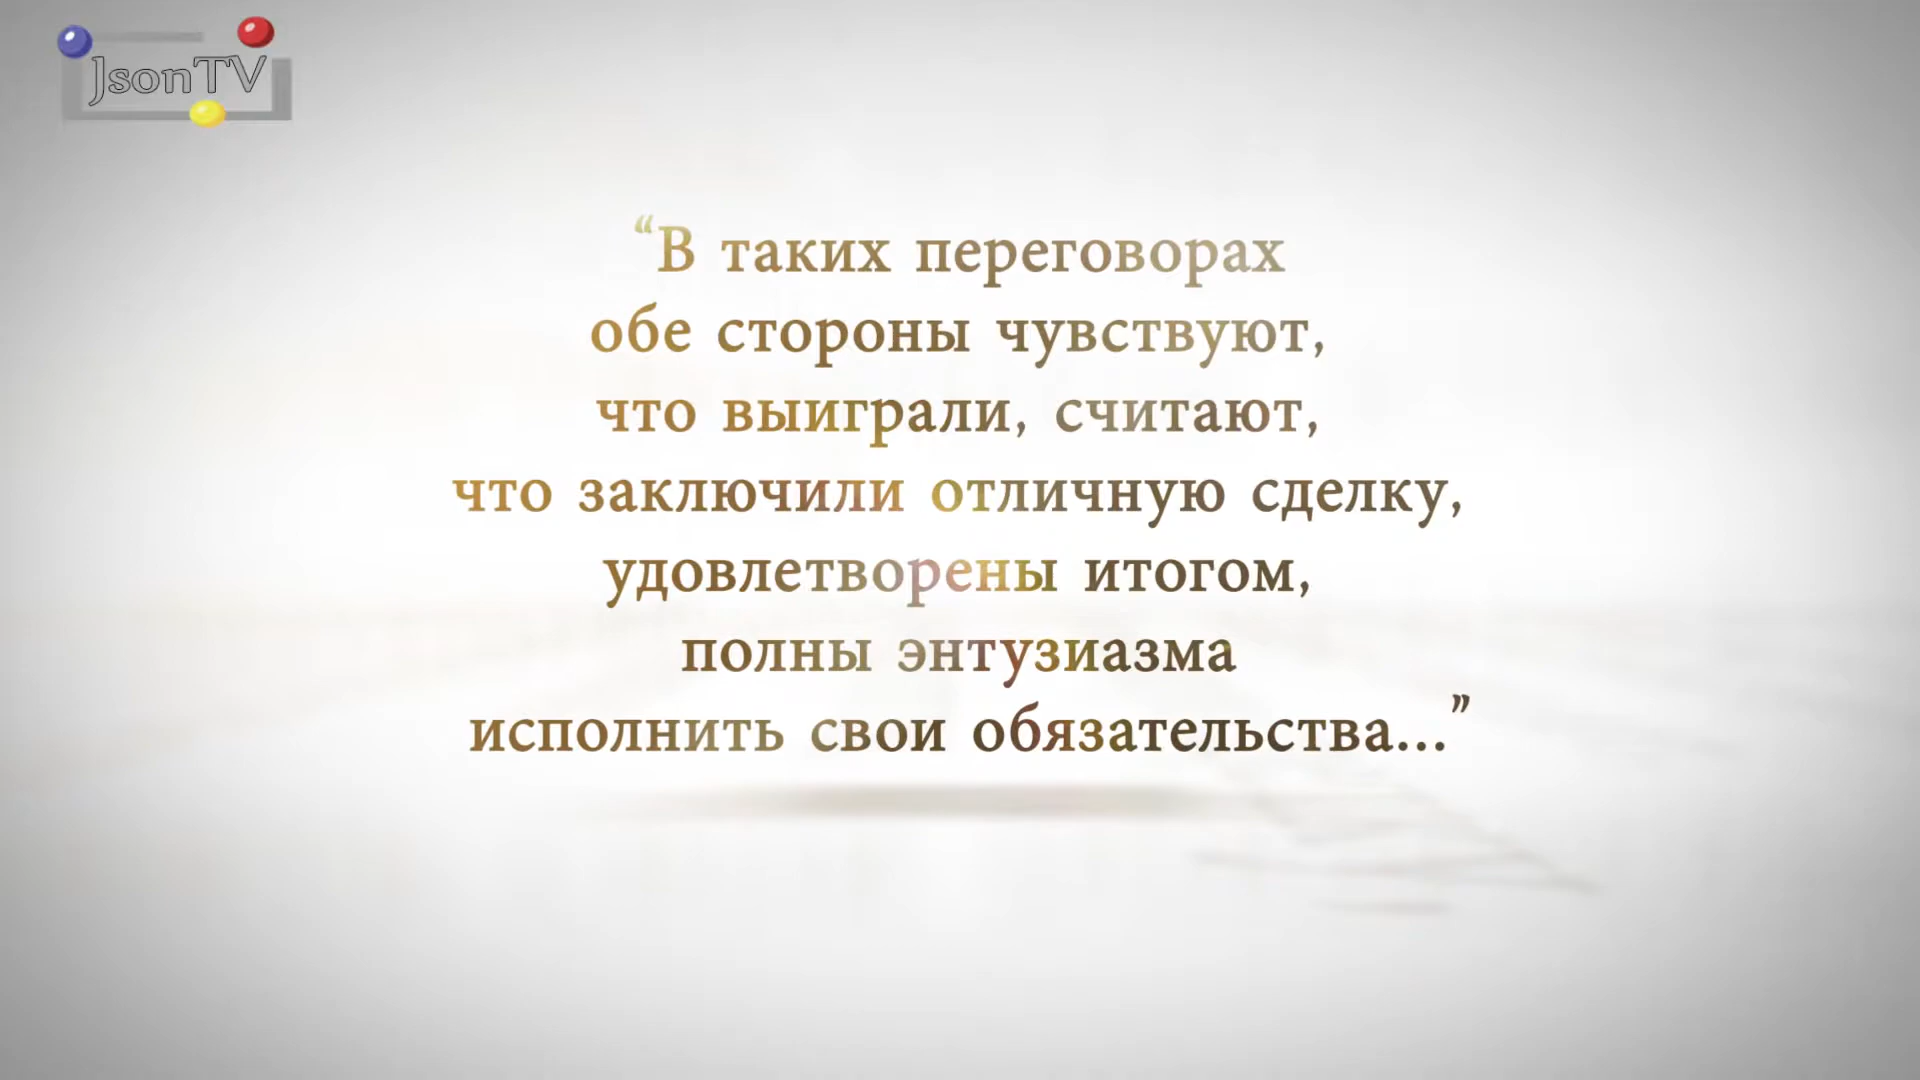 JsonTV
“В таких переговорах
обе стороны чувствуют,
что выиграли, считают,
что заключили отличную сделку,
удовлетворены итогом,
полны энтузиазма
исполнить свои обязательства...”